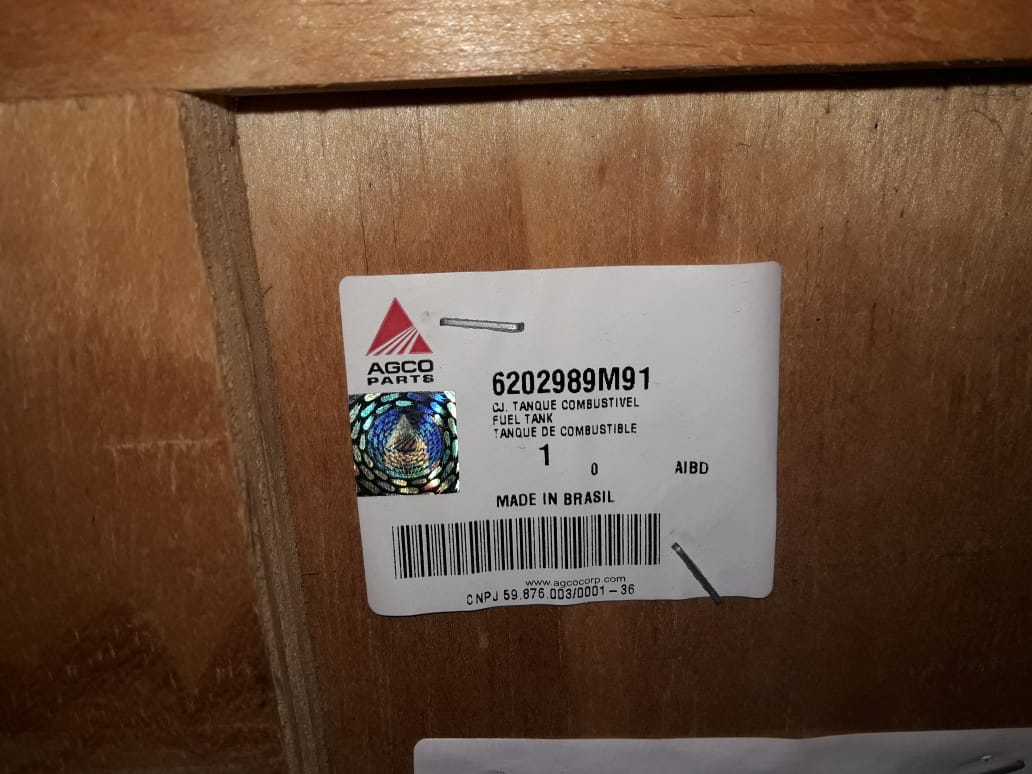 AGCO
PARTS
6202989M91
CJ. TANQUE COMBUSTIVEL
FUEL TANK
TANQUE DE COMBUSTIBLE
1
0
AIBD
MADE IN BRASIL
www.agcocorp.com
CNPJ 59.876.003/0001-36